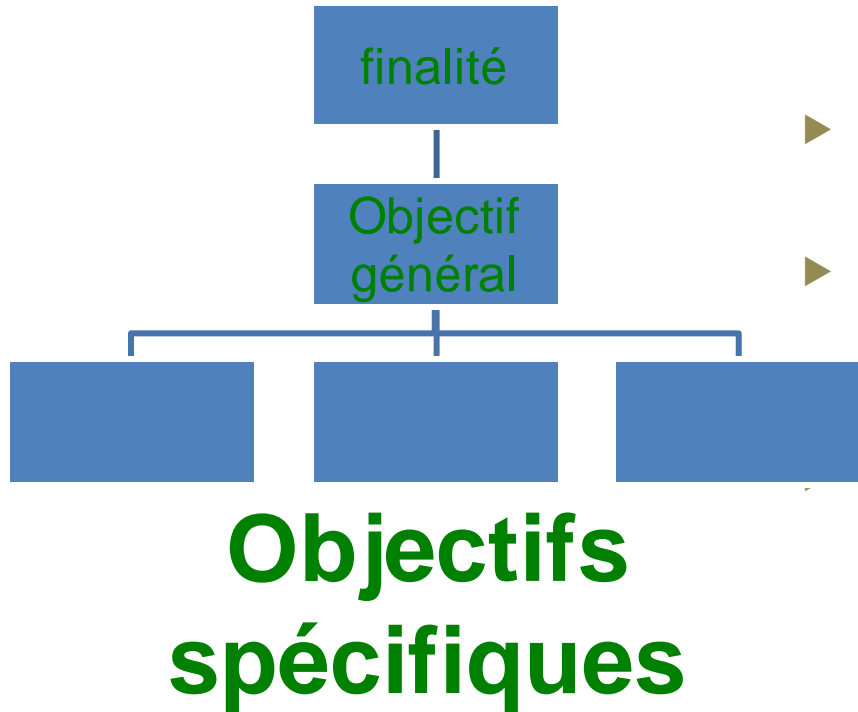 finalité
Objectif
général
Objectifs
spécifiques